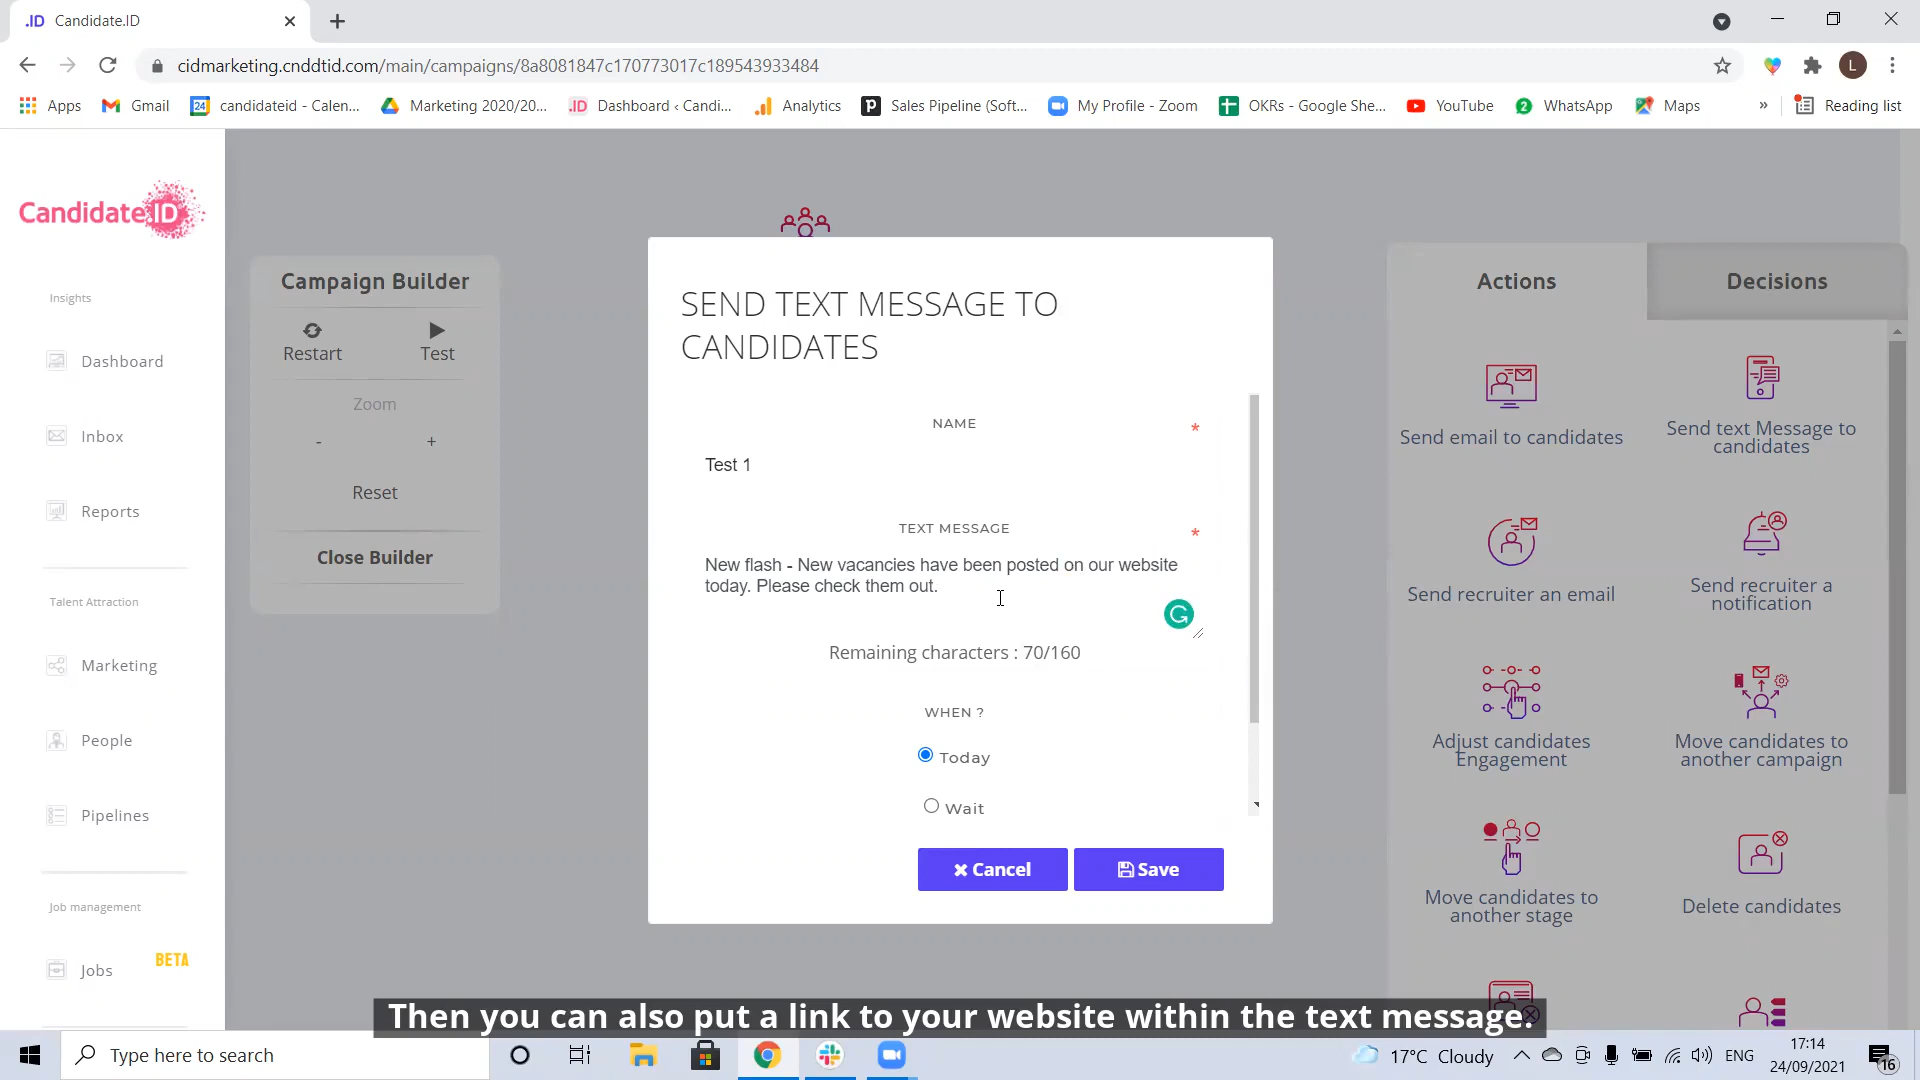 .ID Candidate.ID
cidmarketing.cnddtid.com/main/campaigns/8a8081847c170773017c189543933484
L
Apps Gmail 24 candidateid - Calen... Marketing 2020/20... .ID Dashboard ‹ Candi... Analytics Sales Pipeline (Soft... My Profile - Zoom OKRs - Google She... YouTube 2 WhatsApp Maps » Reading list
Candidate.ID
Insights
Dashboard
Inbox
Reports
Talent Attraction
Marketing
People
Pipelines
Job management
Jobs BETA
Campaign Builder
Restart Test
Zoom
- +
Reset
Close Builder
SEND TEXT MESSAGE TO
CANDIDATES
NAME *
Test 1
TEXT MESSAGE *
New flash - New vacancies have been posted on our website
today. Please check them out.
Remaining characters : 70/160
WHEN ?
Today
Wait
Cancel Save
Actions Decisions
Send email to candidates
Send text Message to
candidates
Send recruiter an email
Send recruiter a
notification
Adjust candidates
Engagement
Move candidates to
another campaign
Move candidates to
another stage
Delete candidates
Then you can also put a link to your website within the text message.
Type here to search
17°C Cloudy
ENG
17:14
24/09/2021
16